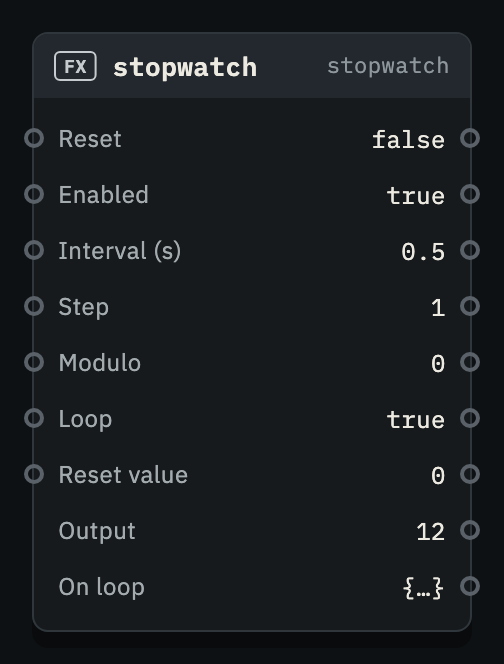 FX stopwatch stopwatch
Reset false
Enabled true
Interval (s) 0.5
Step 1
Modulo 0
Loop true
Reset value 0
Output 12
On loop {…}